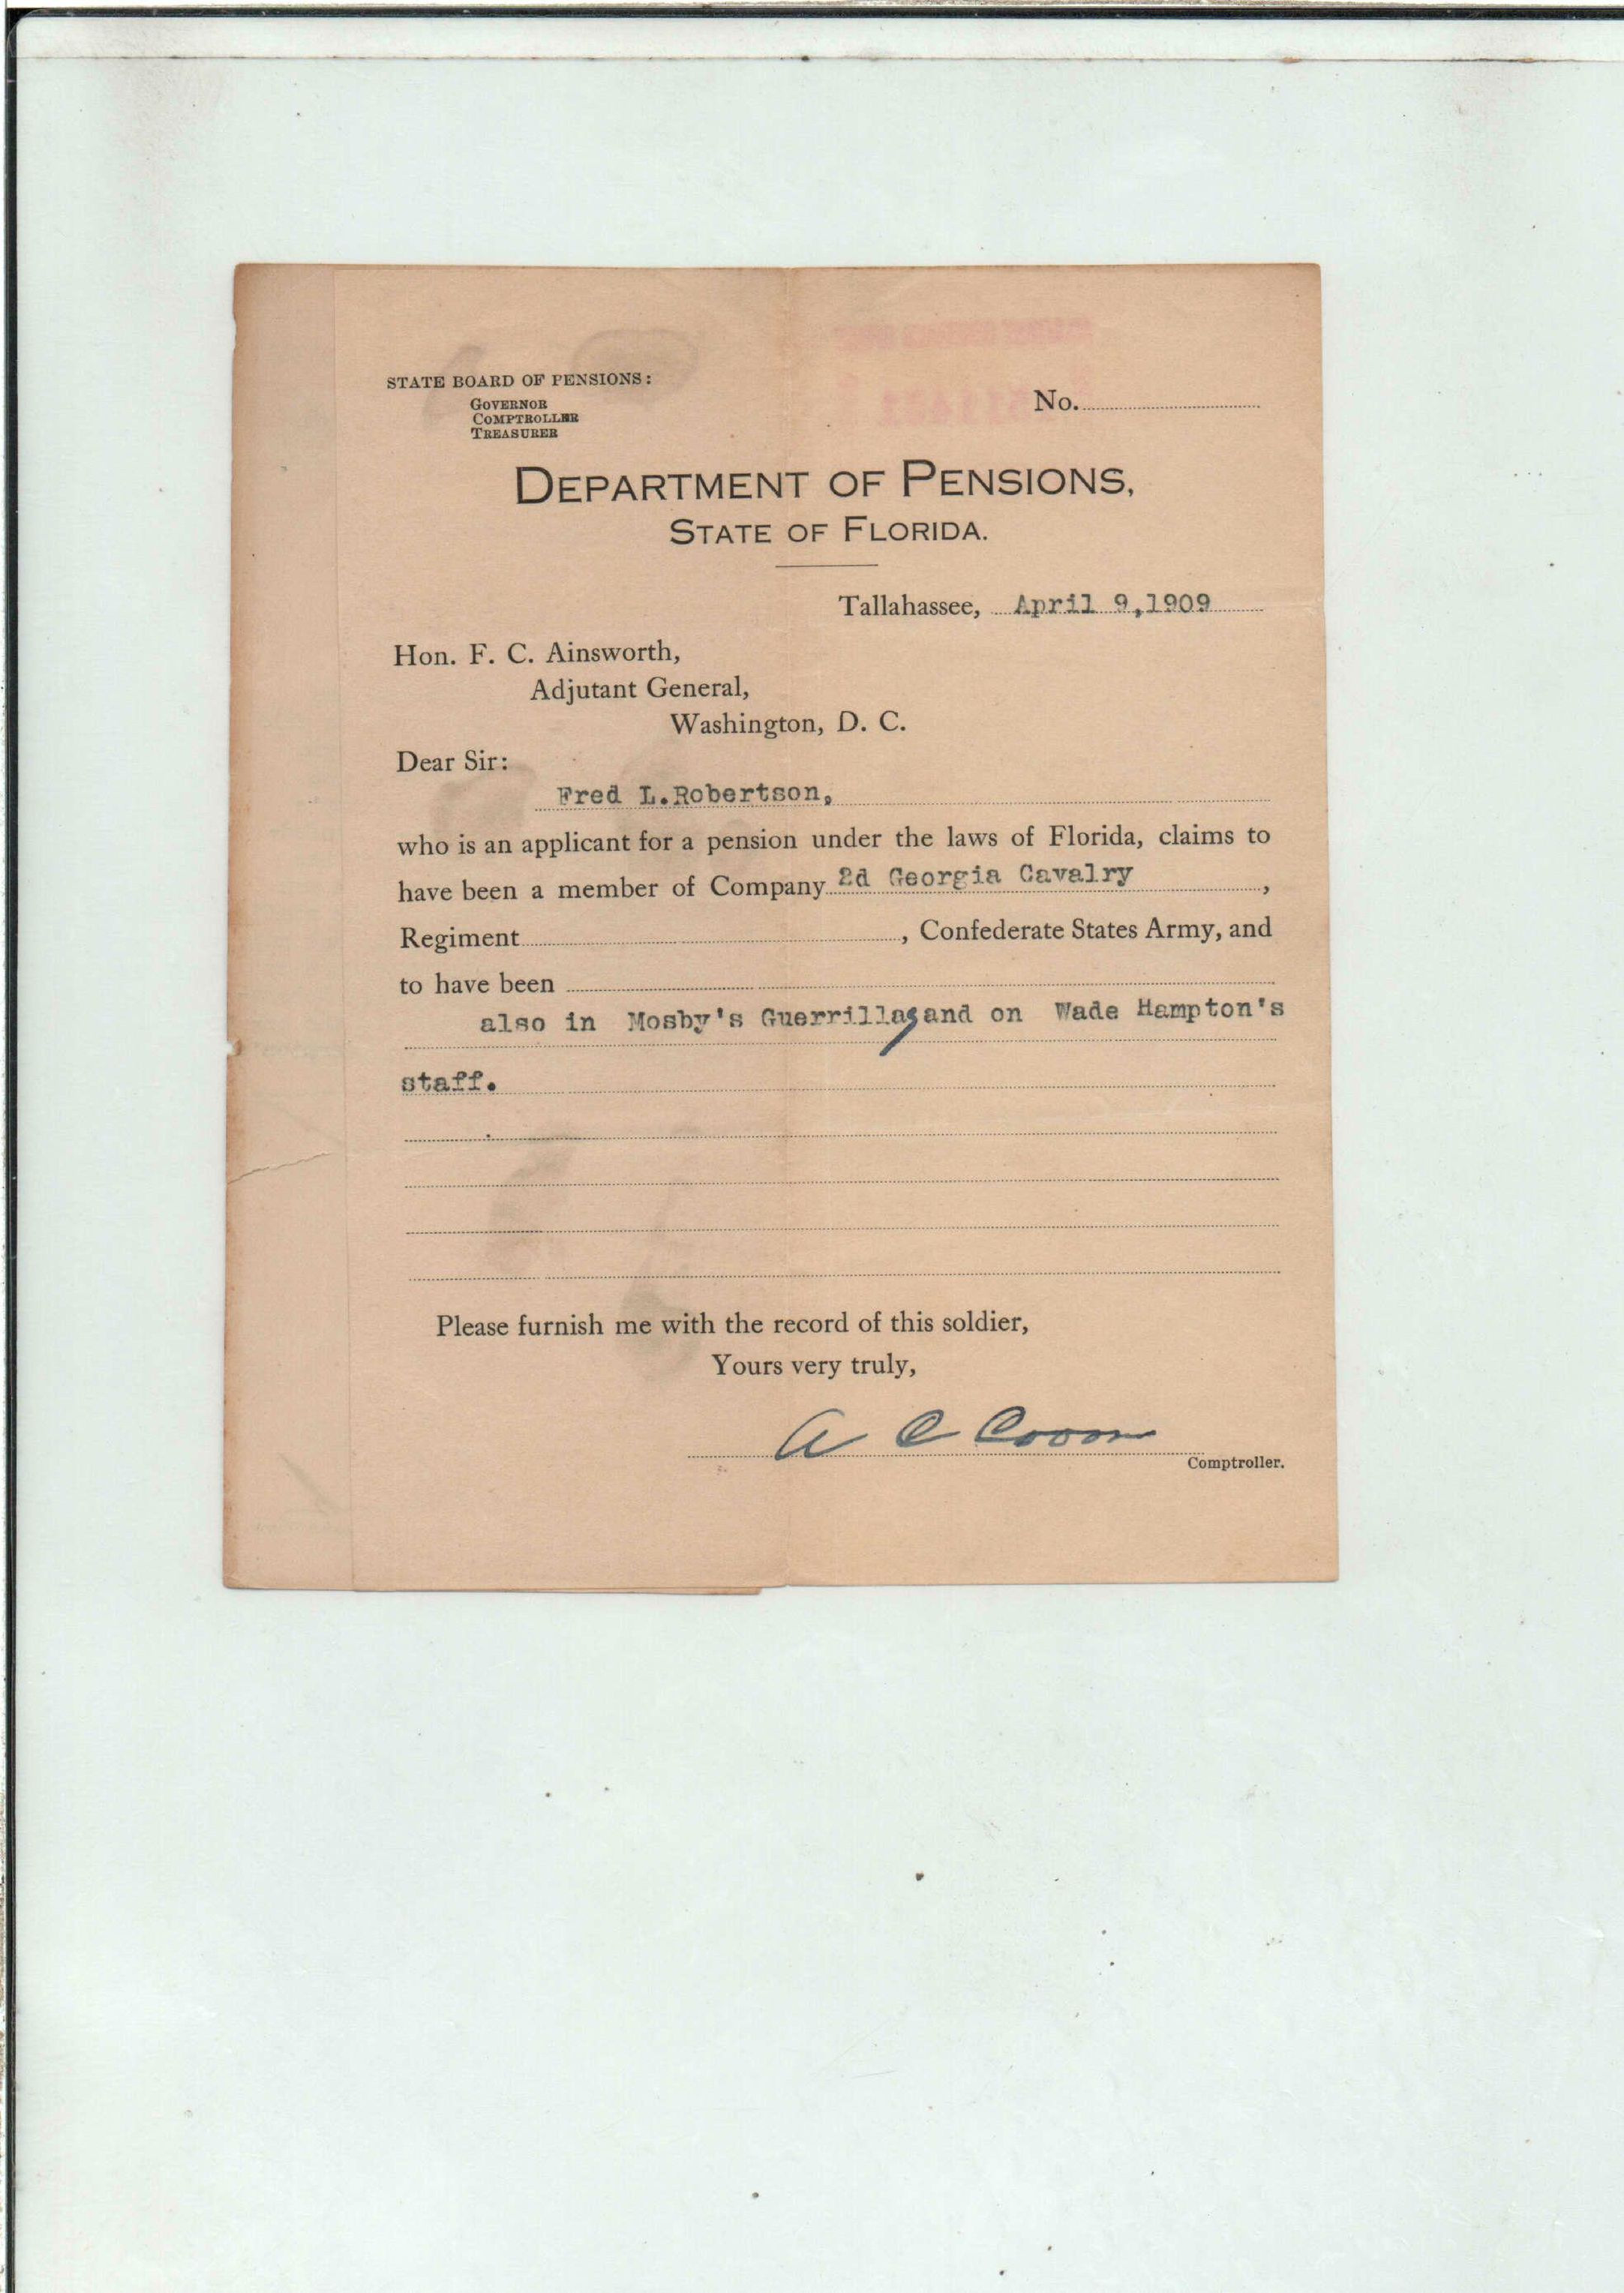 STATE BOARD OF PENSIONS:
GOVERNOR
COMPTROLLER
TREASURER
No.
DEPARTMENT OF PENSIONS,
STATE OF FLORIDA.
Tallahassee, April 9,1909
Hon. F. C. Ainsworth,
Adjutant General,
Washington, D. C.
Dear Sir:
Fred L.Robertson,
who is an applicant for a pension under the laws of Florida, claims to
have been a member of Company 2d Georgia Cavalry ,
Regiment , Confederate States Army, and
to have been
also in Mosby's Guerrillas and on Wade Hampton's
staff.
Please furnish me with the record of this soldier,
Yours very truly,
A C Croom
Comptroller.